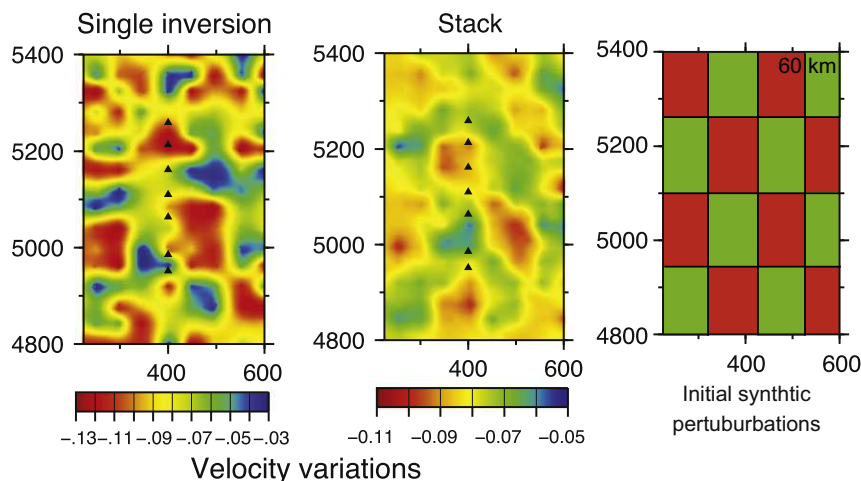 Single inversion
Stack
5400
5200
5000
4800
400
600
5400
5200
5000
4800
400
600
5400
60 km
5200
5000
4800
400
600
Initial synthtic
pertuburbations
−.13 −.11 −.09 −.07 −.05 −.03
−0.11 −0.09 −0.07 −0.05
Velocity variations